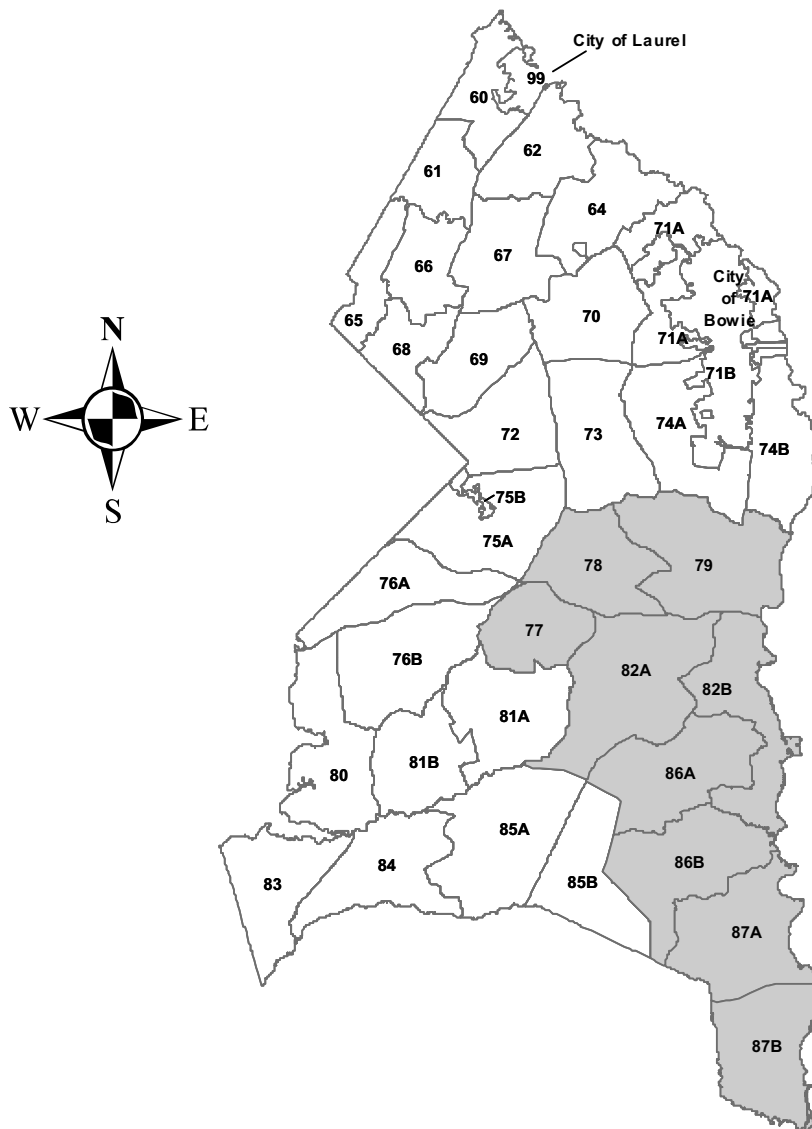 City of Laurel
99
60
62
61
64
71A
67
66
City
of
Bowie
71A
65
70
68
71A
69
71B
74A
72
73
74B
75B
75A
78
79
76A
77
76B
82A
82B
81A
80
81B
86A
85A
84
86B
83
85B
87A
87B
N
W
E
S